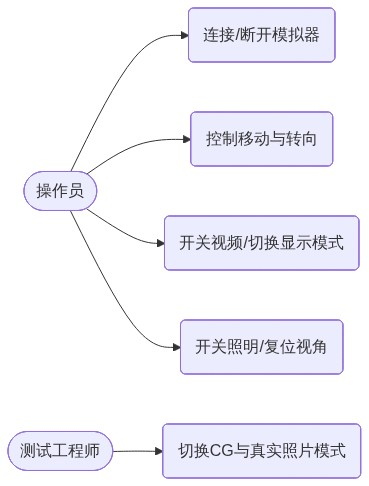 连接/断开模拟器
控制移动与转向
操作员
开关视频/切换显示模式
开关照明/复位视角
测试工程师
切换CG与真实照片模式